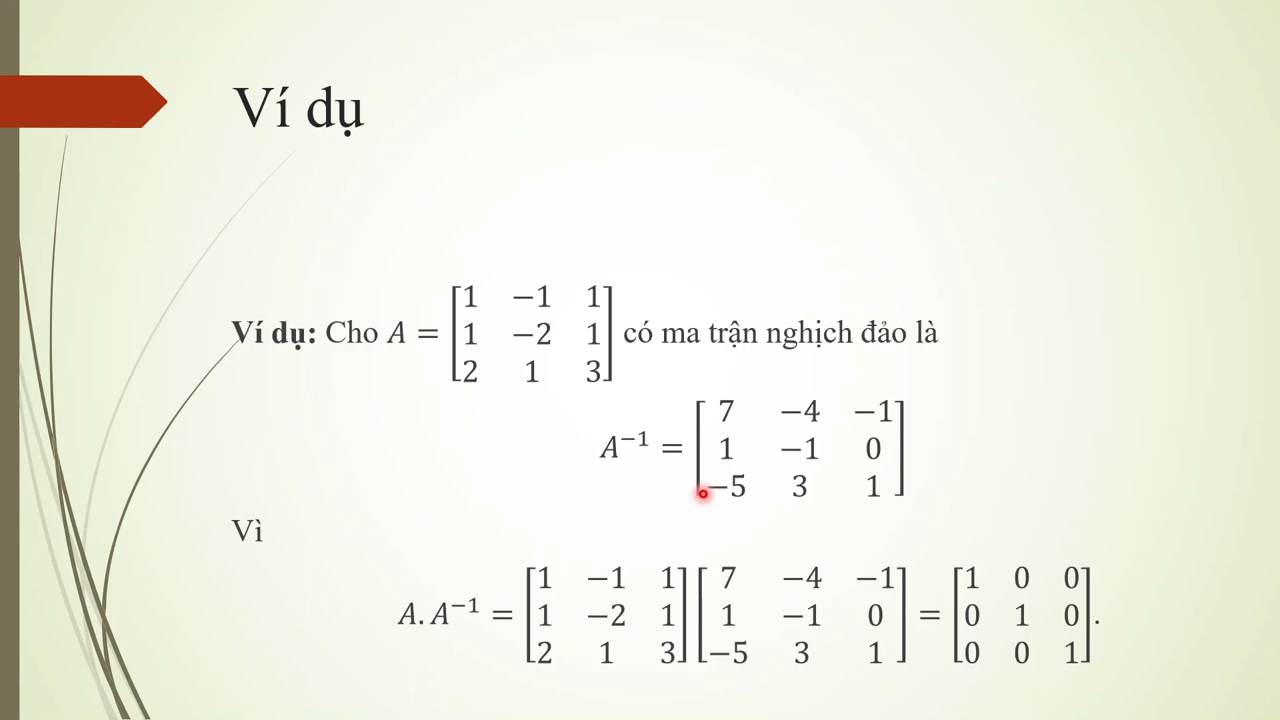 Ví dụ
Ví dụ: Cho A = [1 −1 1; 1 −2 1; 2 1 3] có ma trận nghịch đảo là
A⁻¹ = [7 −4 −1; 1 −1 0; −5 3 1]
Vì
A. A⁻¹ = [1 −1 1; 1 −2 1; 2 1 3] [7 −4 −1; 1 −1 0; −5 3 1] = [1 0 0; 0 1 0; 0 0 1].